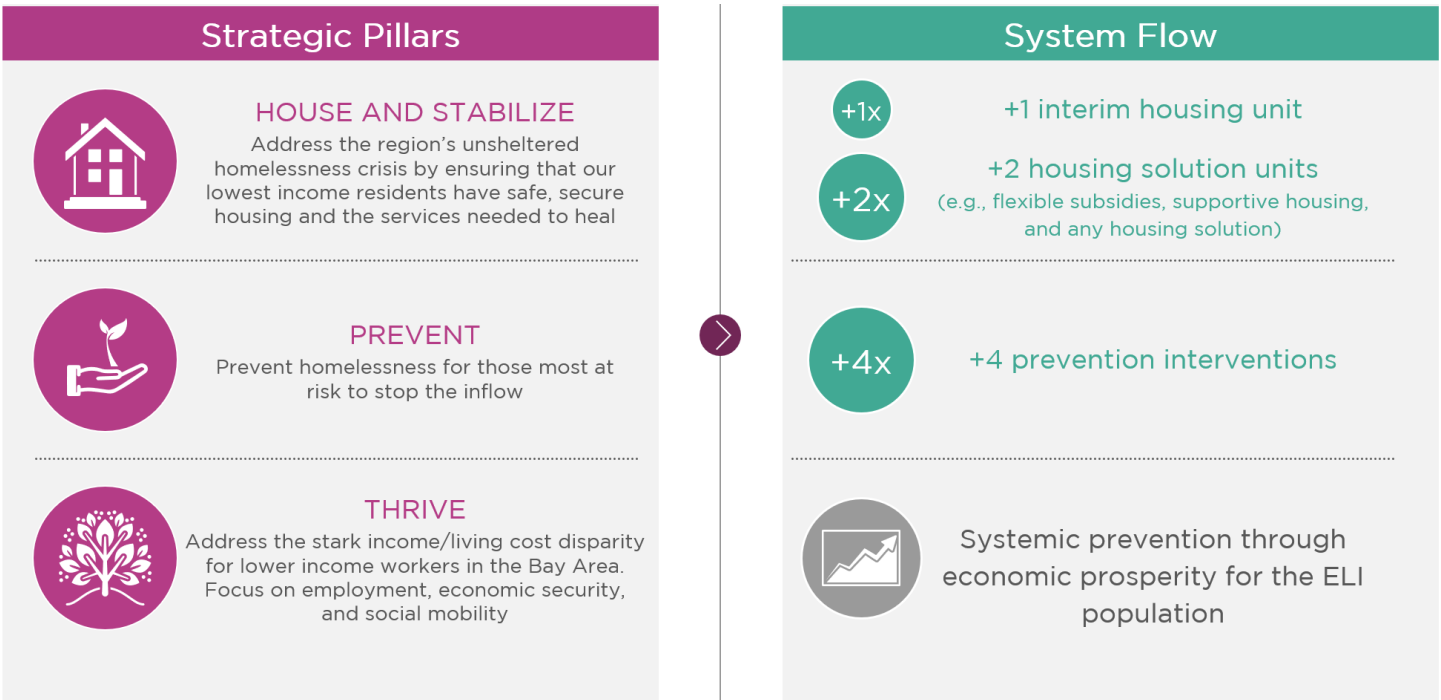 Strategic Pillars
HOUSE AND STABILIZE
Address the region’s unsheltered
homelessness crisis by ensuring that our
lowest income residents have safe, secure
housing and the services needed to heal
PREVENT
Prevent homelessness for those most at
risk to stop the inflow
THRIVE
Address the stark income/living cost disparity
for lower income workers in the Bay Area.
Focus on employment, economic security,
and social mobility
System Flow
+1x
+1 interim housing unit
+2x
+2 housing solution units
(e.g., flexible subsidies, supportive housing,
and any housing solution)
+4x
+4 prevention interventions
Systemic prevention through
economic prosperity for the ELI
population